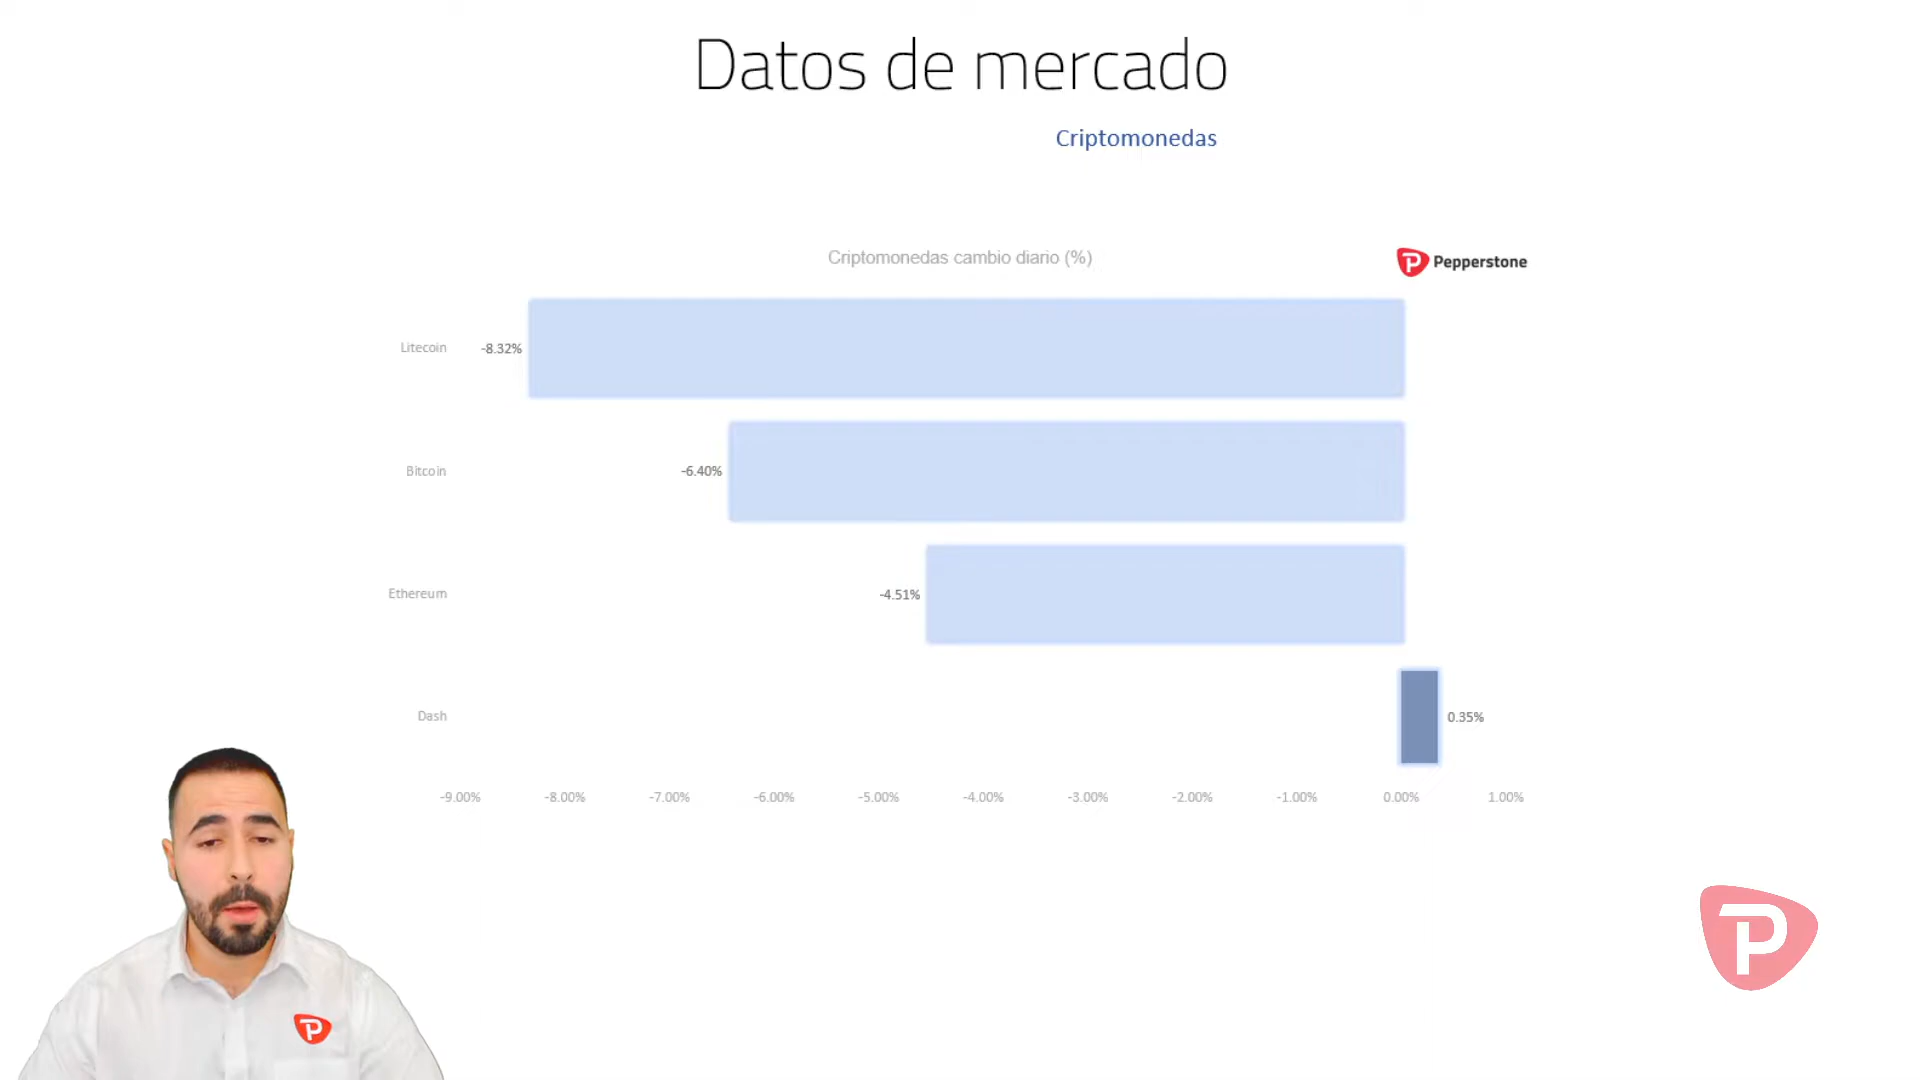 Datos de mercado
Criptomonedas
Criptomonedas cambio diario (%)
Pepperstone
Litecoin
-8.32%
Bitcoin
-6.40%
Ethereum
-4.51%
Dash
0.35%
-9.00% -8.00% -7.00% -6.00% -5.00% -4.00% -3.00% -2.00% -1.00% 0.00% 1.00%